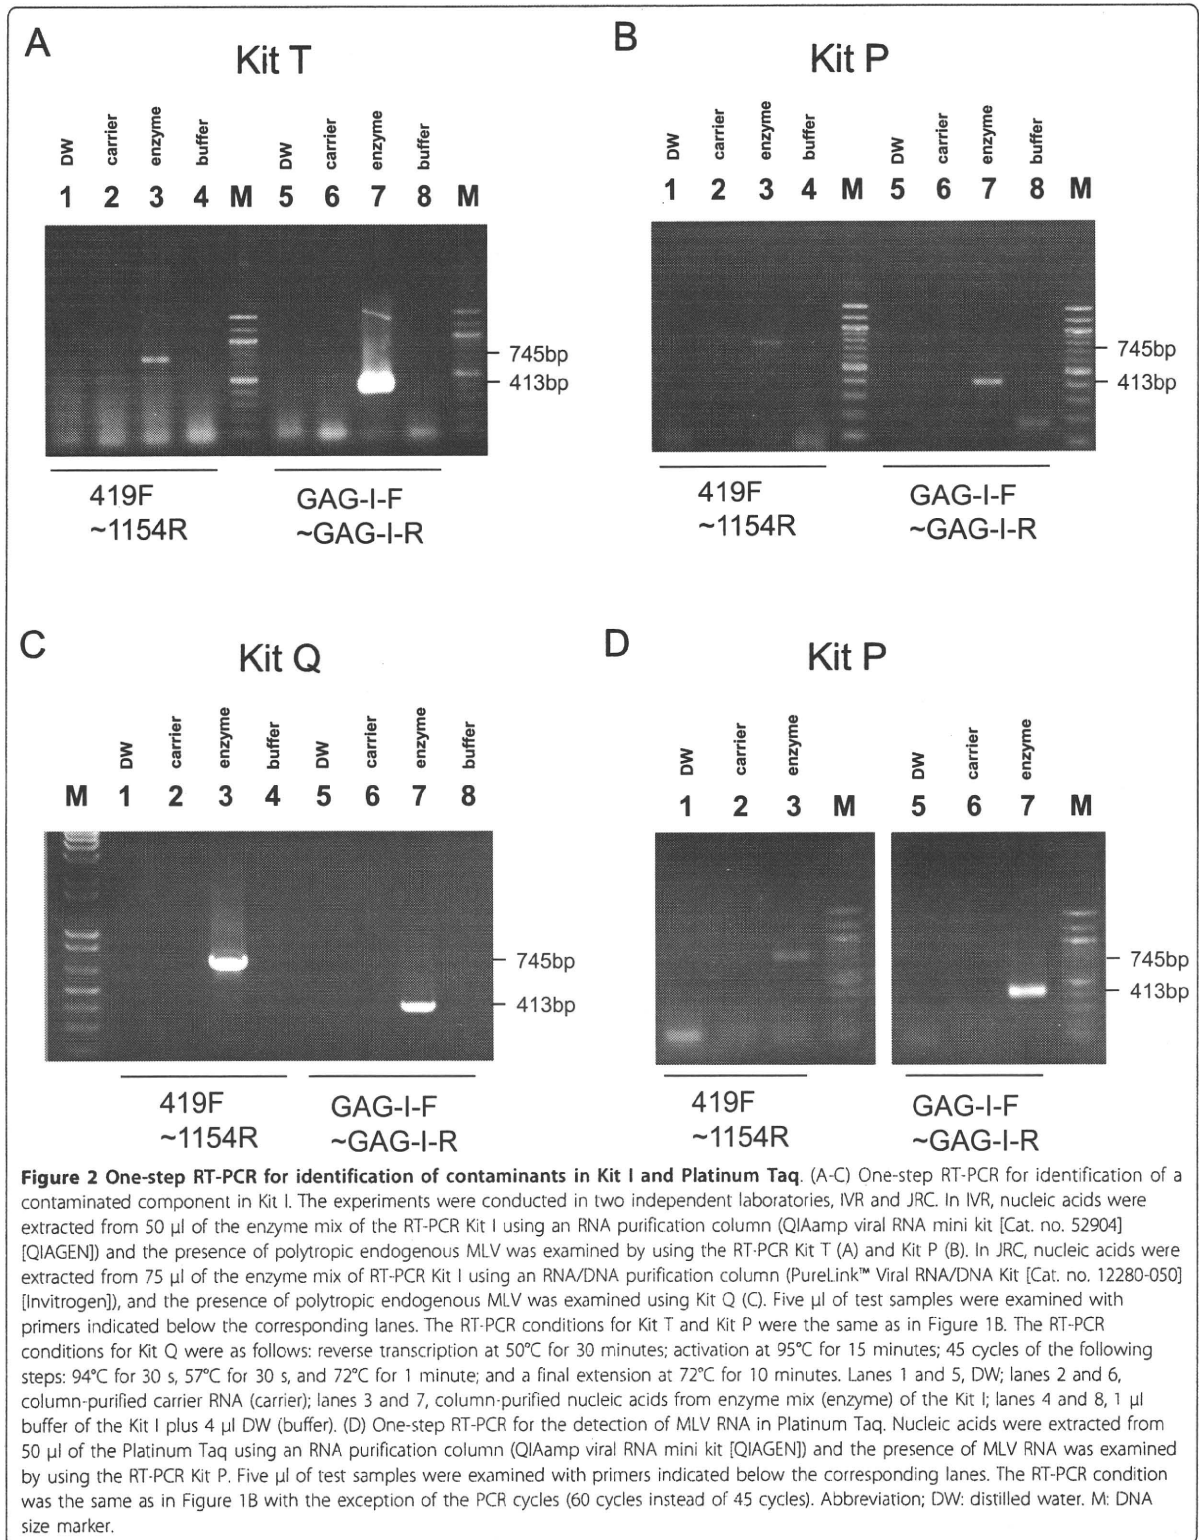 A
Kit T
DW carrier enzyme buffer DW carrier enzyme buffer
1 2 3 4 M 5 6 7 8 M
745bp
413bp
419F
~1154R
GAG-I-F
~GAG-I-R
B
Kit P
DW carrier enzyme buffer DW carrier enzyme buffer
1 2 3 4 M 5 6 7 8 M
745bp
413bp
419F
~1154R
GAG-I-F
~GAG-I-R
C
Kit Q
DW carrier enzyme buffer DW carrier enzyme buffer
M 1 2 3 4 5 6 7 8
745bp
413bp
419F
~1154R
GAG-I-F
~GAG-I-R
D
Kit P
DW carrier enzyme DW carrier enzyme
1 2 3 M 5 6 7 M
745bp
413bp
419F
~1154R
GAG-I-F
~GAG-I-R
Figure 2 One-step RT-PCR for identification of contaminants in Kit I and Platinum Taq. (A-C) One-step RT-PCR for identification of a
contaminated component in Kit I. The experiments were conducted in two independent laboratories, IVR and JRC. In IVR, nucleic acids were
extracted from 50 μl of the enzyme mix of the RT-PCR Kit I using an RNA purification column (QIAamp viral RNA mini kit [Cat. no. 52904]
[QIAGEN]) and the presence of polytropic endogenous MLV was examined by using the RT-PCR Kit T (A) and Kit P (B). In JRC, nucleic acids were
extracted from 75 μl of the enzyme mix of RT-PCR Kit I using an RNA/DNA purification column (PureLink™ Viral RNA/DNA Kit [Cat. no. 12280-050]
[Invitrogen]), and the presence of polytropic endogenous MLV was examined using Kit Q (C). Five μl of test samples were examined with
primers indicated below the corresponding lanes. The RT-PCR conditions for Kit T and Kit P were the same as in Figure 1B. The RT-PCR
conditions for Kit Q were as follows: reverse transcription at 50°C for 30 minutes; activation at 95°C for 15 minutes; 45 cycles of the following
steps: 94°C for 30 s, 57°C for 30 s, and 72°C for 1 minute; and a final extension at 72°C for 10 minutes. Lanes 1 and 5, DW; lanes 2 and 6,
column-purified carrier RNA (carrier); lanes 3 and 7, column-purified nucleic acids from enzyme mix (enzyme) of the Kit I; lanes 4 and 8, 1 μl
buffer of the Kit I plus 4 μl DW (buffer). (D) One-step RT-PCR for the detection of MLV RNA in Platinum Taq. Nucleic acids were extracted from
50 μl of the Platinum Taq using an RNA purification column (QIAamp viral RNA mini kit [QIAGEN]) and the presence of MLV RNA was examined
by using the RT-PCR Kit P. Five μl of test samples were examined with primers indicated below the corresponding lanes. The RT-PCR condition
was the same as in Figure 1B with the exception of the PCR cycles (60 cycles instead of 45 cycles). Abbreviation; DW: distilled water. M: DNA
size marker.